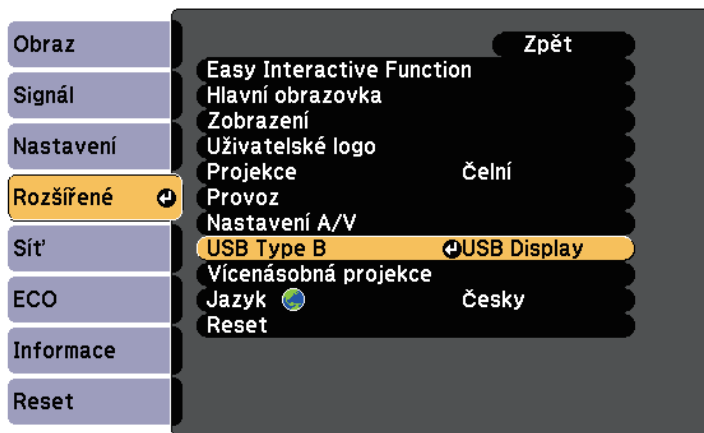 Obraz
Signál
Nastavení
Rozšířené
Síť
ECO
Informace
Reset
Zpět
Easy Interactive Function
Hlavní obrazovka
Zobrazení
Uživatelské logo
Projekce Čelní
Provoz
Nastavení A/V
USB Type B USB Display
Vícenásobná projekce
Jazyk Česky
Reset